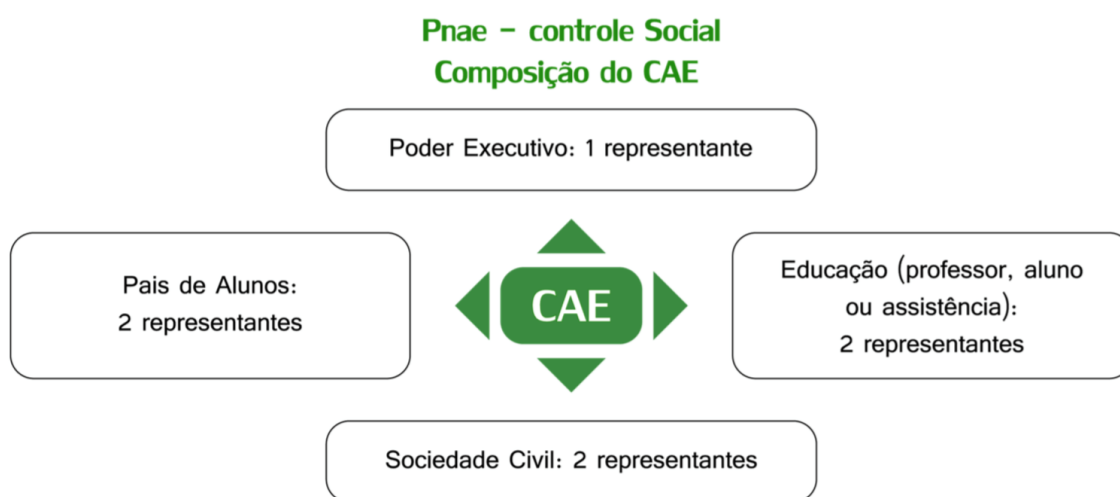 Pnae – controle Social
Composição do CAE
Poder Executivo: 1 representante
Pais de Alunos:
2 representantes
CAE
Educação (professor, aluno
ou assistência):
2 representantes
Sociedade Civil: 2 representantes